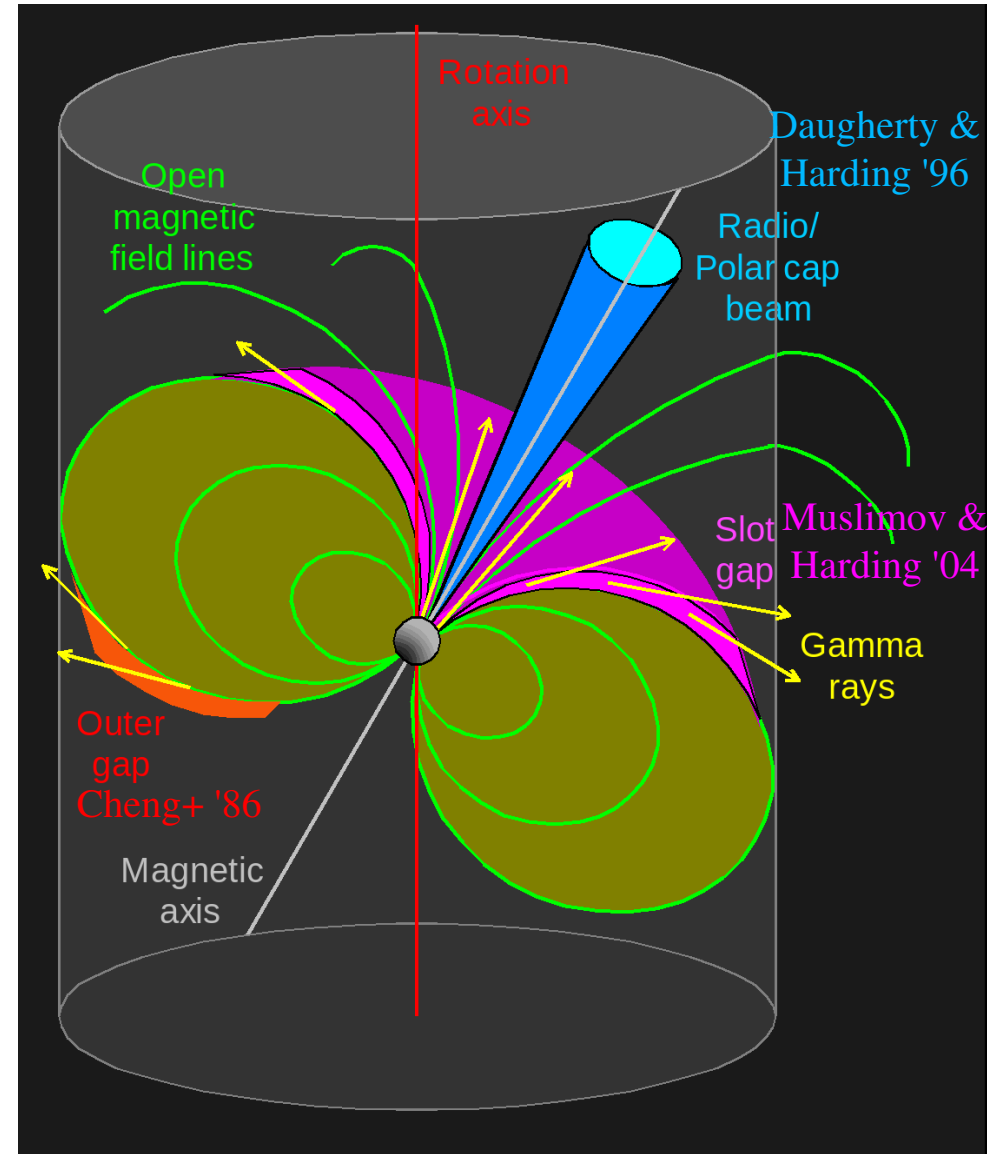 Rotation
axis
Daugherty &
Harding '96
Open
magnetic
field lines
Radio/
Polar cap
beam
Slot
gap
Muslimov &
Harding '04
Gamma
rays
Outer
gap
Cheng+ '86
Magnetic
axis